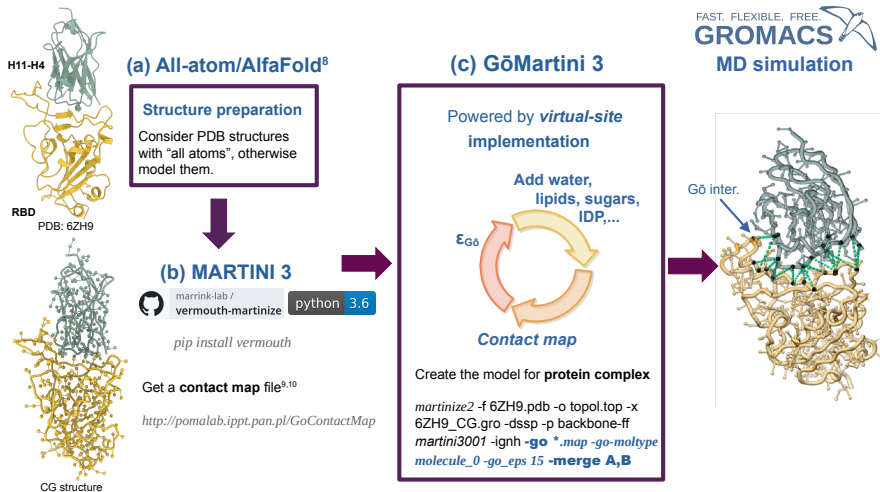 H11-H4
RBD
PDB: 6ZH9
CG structure
(a) All-atom/AlfaFold8
Structure preparation
Consider PDB structures
with “all atoms”, otherwise
model them.
(b) MARTINI 3
marrink-lab /
vermouth-martinize
python 3.6
pip install vermouth
Get a contact map file9,10
http://pomalab.ippt.pan.pl/GoContactMap
(c) GōMartini 3
Powered by virtual-site
implementation
Add water,
lipids, sugars,
IDP,...
εGō
Contact map
Create the model for protein complex
martinize2 -f 6ZH9.pdb -o topol.top -x
6ZH9_CG.gro -dssp -p backbone-ff
martini3001 -ignh -go *.map -go-moltype
molecule_0 -go_eps 15 -merge A,B
FAST. FLEXIBLE. FREE.
GROMACS
MD simulation
Gō inter.